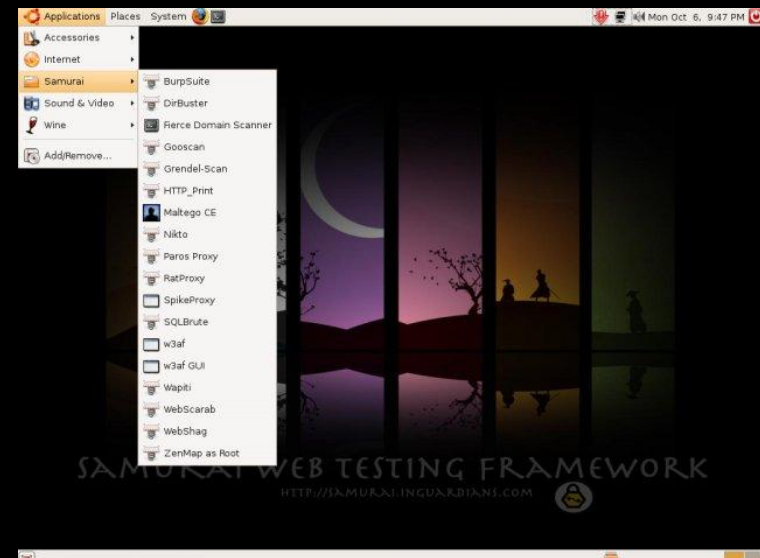 Applications Places System Mon Oct 6, 9:47 PM
Accessories
Internet
Samurai
Sound & Video
Wine
Add/Remove...
BurpSuite
DirBuster
Fierce Domain Scanner
Gooscan
Grendel-Scan
HTTP_Print
Maltego CE
Nikto
Paros Proxy
RatProxy
SpikeProxy
SQLBrute
w3af
w3af GUI
Wapiti
WebScarab
WebShag
ZenMap as Root
SAMURAI WEB TESTING FRAMEWORK
HTTP://SAMURAI.INGUARDIANS.COM